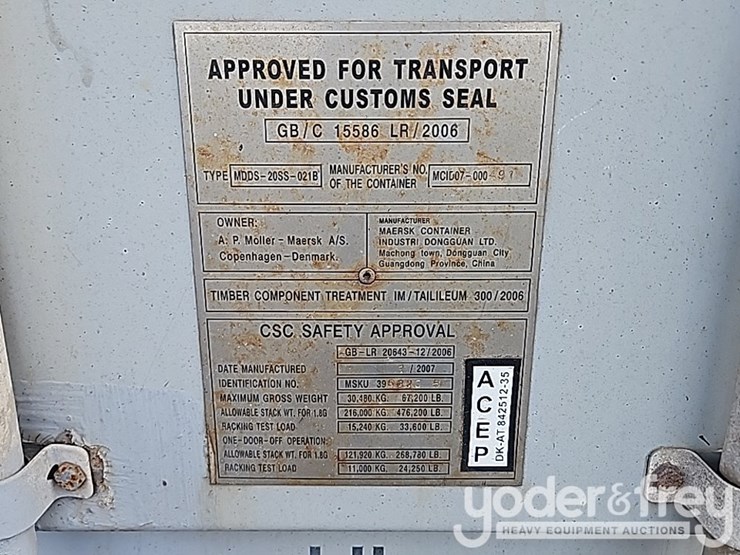 APPROVED FOR TRANSPORT
UNDER CUSTOMS SEAL
GB/C 15586 LR/2006
TYPE MDDS-20SS-021B MANUFACTURER'S NO. OF THE CONTAINER MCID07-000
OWNER:
A. P. Moller - Maersk A/S.
Copenhagen-Denmark.
MANUFACTURER
MAERSK CONTAINER
INDUSTRI DONGGUAN LTD.
Machong town, Dongguan City
Guangdong Province, China
TIMBER COMPONENT TREATMENT IM/TAILILEUM 300/2006
CSC SAFETY APPROVAL
GB-LR 20643-12/2006
DATE MANUFACTURED /2007
IDENTIFICATION NO. MSKU
MAXIMUM GROSS WEIGHT 30,480 KG. 67,200 LB.
ALLOWABLE STACK WT. FOR 1.8G 216,000 KG. 476,200 LB.
RACKING TEST LOAD 15,240 KG. 33,600 LB.
ONE-DOOR-OFF OPERATION:
ALLOWABLE STACK WT. FOR 1.8G 121,920 KG. 268,780 LB.
RACKING TEST LOAD 11,000 KG. 24,250 LB.
ACEP
DK-AT 842512-35
yoder&frey
HEAVY EQUIPMENT AUCTIONS